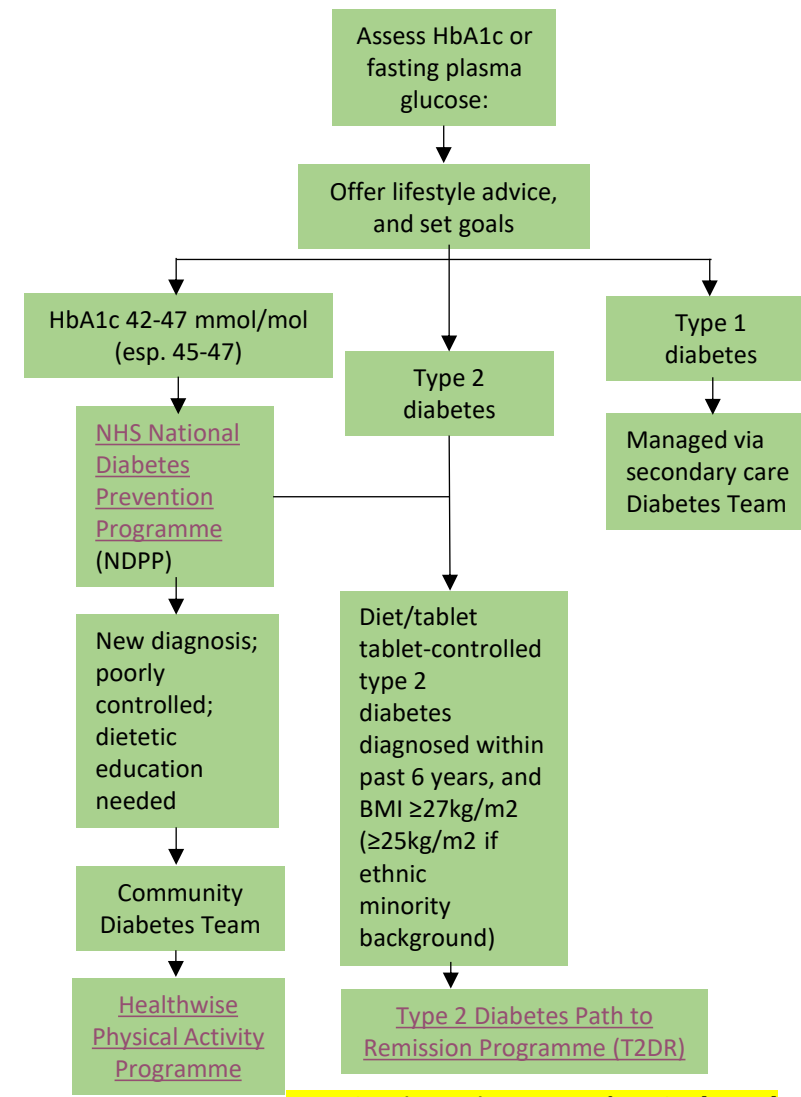 Assess HbA1c or
fasting plasma
glucose:
Offer lifestyle advice,
and set goals
HbA1c 42-47 mmol/mol
(esp. 45-47)
Type 2
diabetes
Type 1
diabetes
NHS National
Diabetes
Prevention
Programme
(NDPP)
Managed via
secondary care
Diabetes Team
New diagnosis;
poorly
controlled;
dietetic
education
needed
Diet/tablet
tablet-controlled
type 2
diabetes
diagnosed within
past 6 years, and
BMI ≥27kg/m2
(≥25kg/m2 if
ethnic
minority
background)
Community
Diabetes Team
Healthwise
Physical Activity
Programme
Type 2 Diabetes Path to
Remission Programme (T2DR)